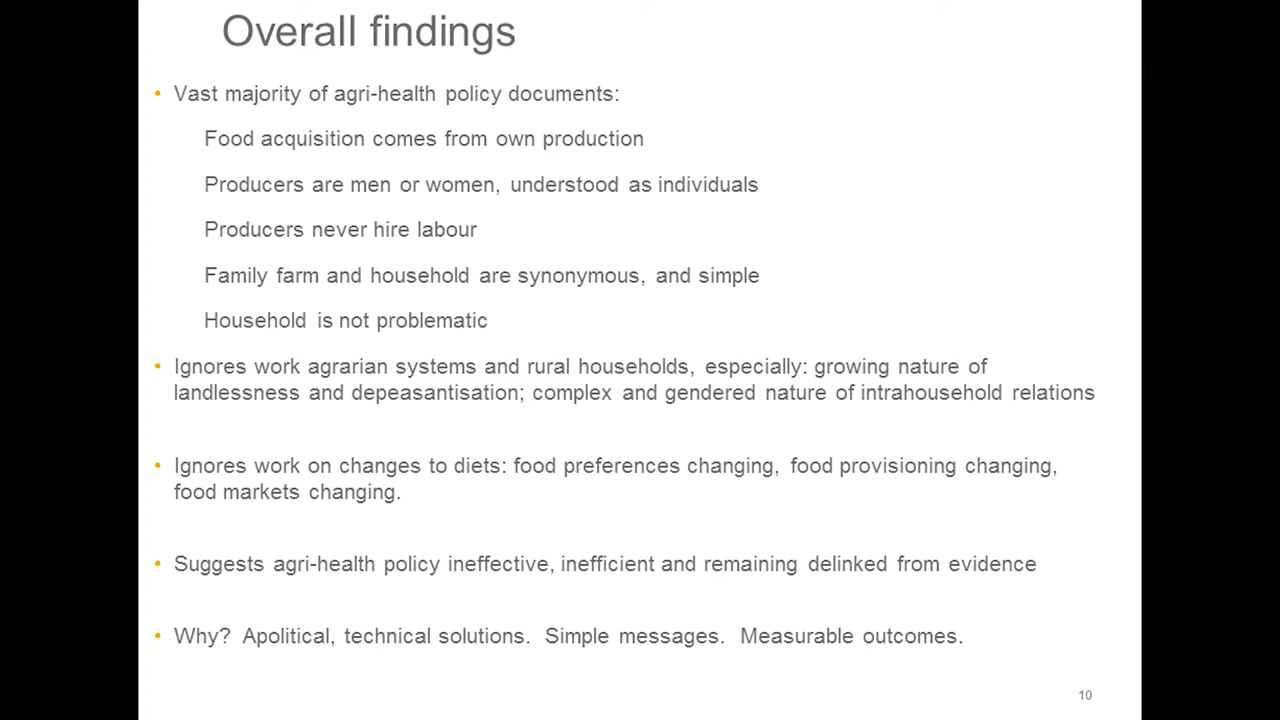 Overall findings
• Vast majority of agri-health policy documents:
Food acquisition comes from own production
Producers are men or women, understood as individuals
Producers never hire labour
Family farm and household are synonymous, and simple
Household is not problematic
• Ignores work agrarian systems and rural households, especially: growing nature of
landlessness and depeasantisation; complex and gendered nature of intrahousehold relations
• Ignores work on changes to diets: food preferences changing, food provisioning changing,
food markets changing.
• Suggests agri-health policy ineffective, inefficient and remaining delinked from evidence
• Why? Apolitical, technical solutions. Simple messages. Measurable outcomes.
10